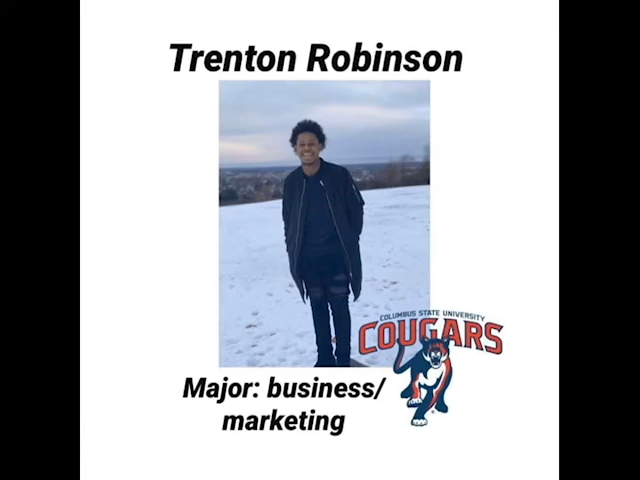 Trenton Robinson
COLUMBUS STATE UNIVERSITY
COUGARS
Major: business/
marketing